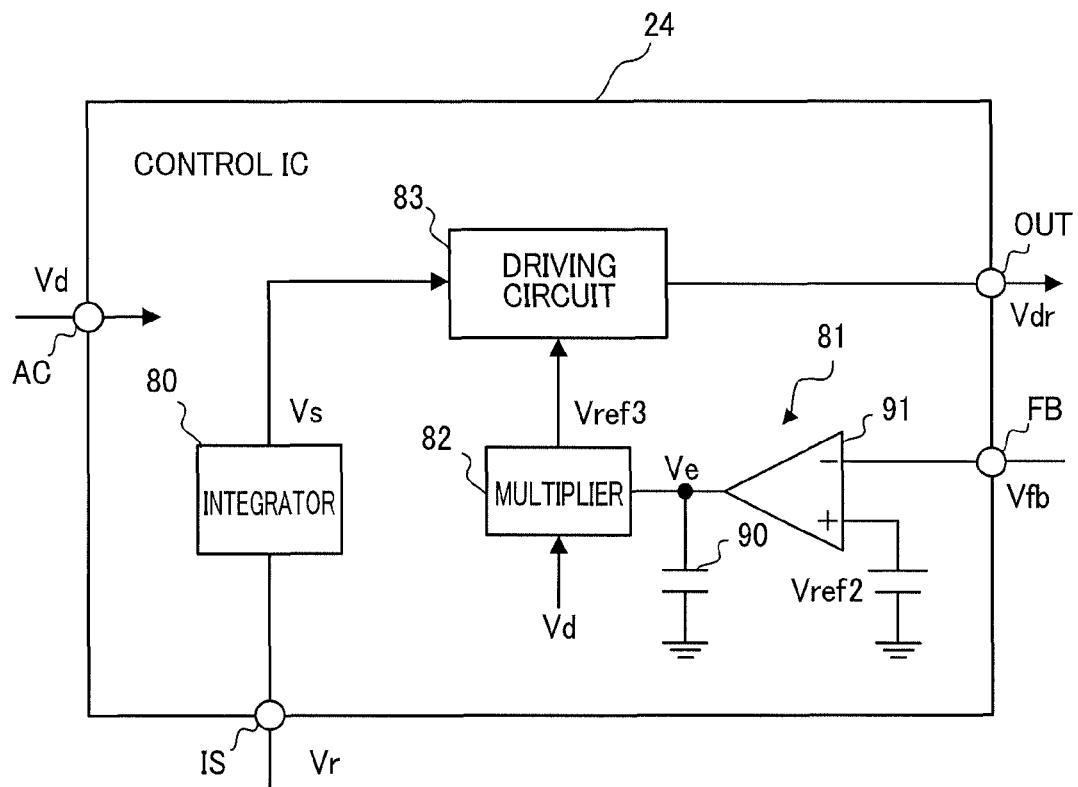 24
CONTROL IC
83
DRIVING
CIRCUIT
OUT
Vdr
Vd
AC
80
Vs
INTEGRATOR
Vref3
82
MULTIPLIER
Ve
81
91
−
+
FB
Vfb
90
Vref2
Vd
IS
Vr